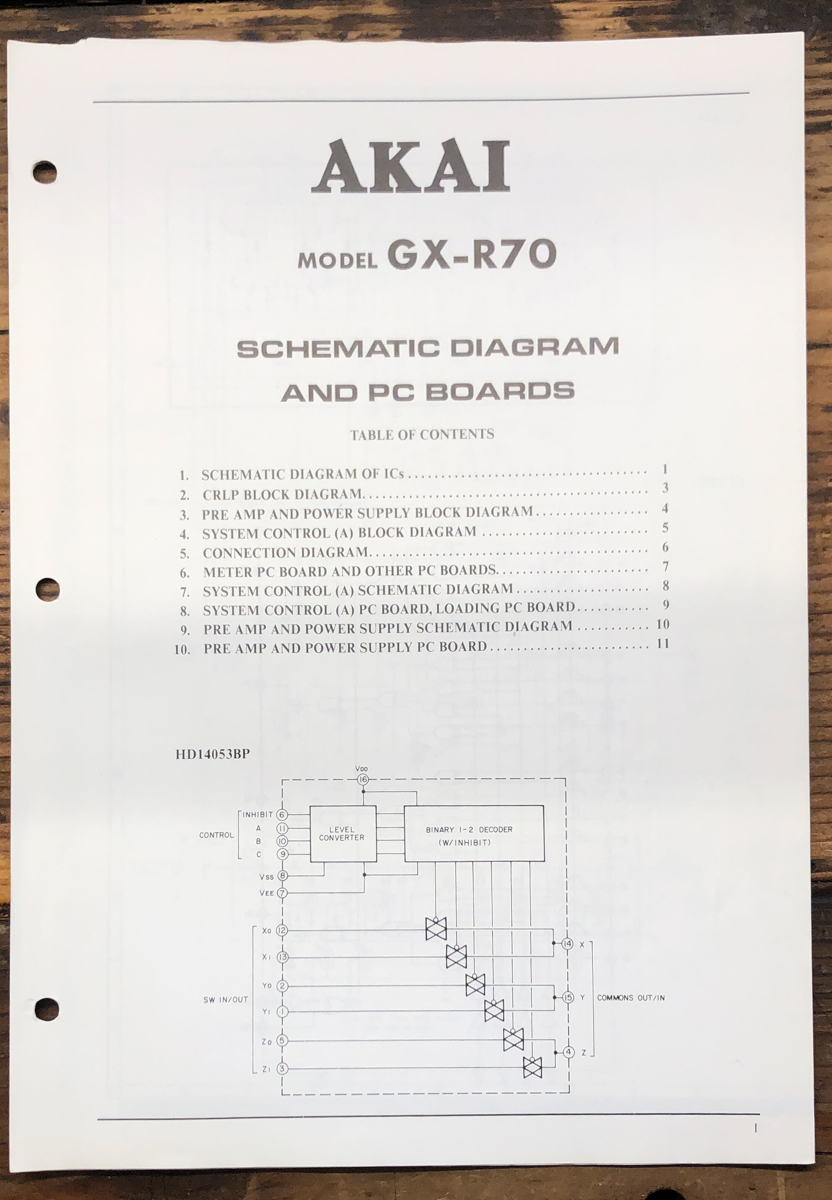 AKAI
MODEL GX-R70
SCHEMATIC DIAGRAM
AND PC BOARDS
TABLE OF CONTENTS
1. SCHEMATIC DIAGRAM OF ICs .................................... 1
2. CRLP BLOCK DIAGRAM. .......................................... 3
3. PRE AMP AND POWER SUPPLY BLOCK DIAGRAM ................. 4
4. SYSTEM CONTROL (A) BLOCK DIAGRAM ......................... 5
5. CONNECTION DIAGRAM. .......................................... 6
6. METER PC BOARD AND OTHER PC BOARDS. ...................... 7
7. SYSTEM CONTROL (A) SCHEMATIC DIAGRAM .................... 8
8. SYSTEM CONTROL (A) PC BOARD, LOADING PC BOARD ........... 9
9. PRE AMP AND POWER SUPPLY SCHEMATIC DIAGRAM ........... 10
10. PRE AMP AND POWER SUPPLY PC BOARD ........................ 11
HD14053BP
VDD
16
CONTROL
INHIBIT 6
A 11
B 10
C 9
LEVEL
CONVERTER
BINARY 1-2 DECODER
(W/INHIBIT)
VSS 8
VEE 7
SW IN/OUT
X0 12
X1 13
Y0 2
Y1 1
Z0 5
Z1 3
14 X
15 Y
4 Z
COMMONS OUT/IN
1